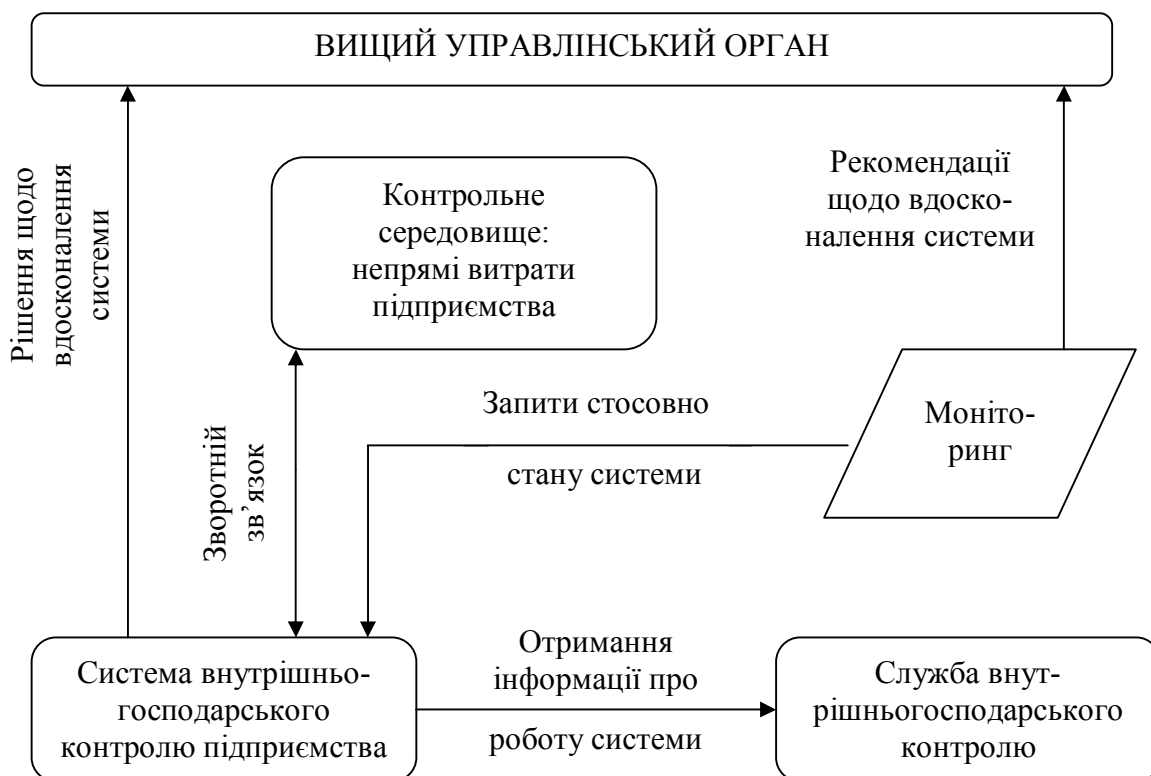 ВИЩИЙ УПРАВЛІНСЬКИЙ ОРГАН
Рішення щодо
вдосконалення
системи
Контрольне
середовище:
непрямі витрати
підприємства
Рекомендації
щодо вдоско-
налення системи
Зворотній
зв’язок
Запити стосовно
стану системи
Моніто-
ринг
Система внутрішньо-
господарського
контролю підприємства
Отримання
інформації про
роботу системи
Служба внут-
рішньогосподарського
контролю